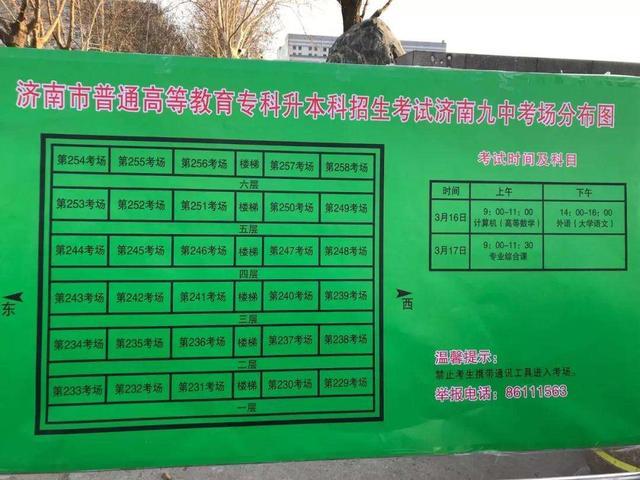 济南市普通高等教育专科升本科招生考试济南九中考场分布图
第254考场 第255考场 第256考场 楼梯 第257考场 第258考场
六层
第253考场 第252考场 第251考场 楼梯 第250考场 第249考场
五层
第244考场 第245考场 第246考场 楼梯 第247考场 第248考场
四层
第243考场 第242考场 第241考场 楼梯 第240考场 第239考场
三层
第234考场 第235考场 第236考场 楼梯 第237考场 第238考场
二层
第233考场 第232考场 第231考场 楼梯 第230考场 第229考场
一层
东
西
考试时间及科目
时间 上午 下午
3月16日 9：00-11：00 14：00-16：00
计算机（高等数学） 外语（大学语文）
3月17日 9：00-11：30
专业综合课
温馨提示：
禁止考生携带通讯工具进入考场。
举报电话：86111563